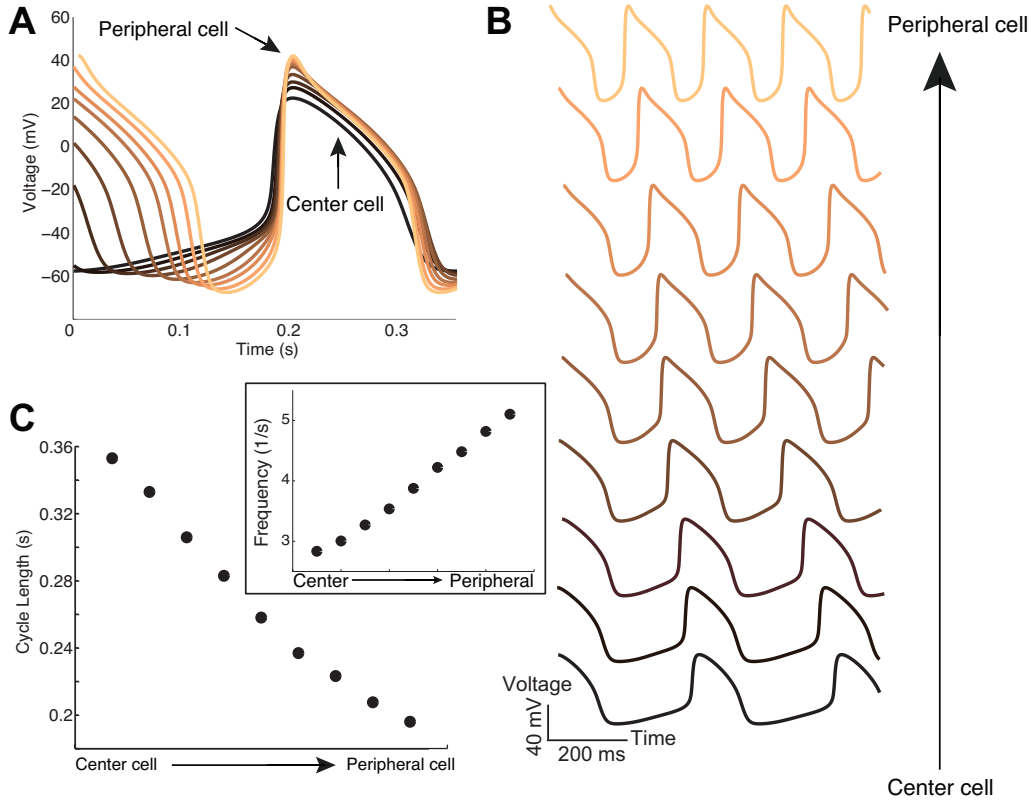 A
60
40
20
0
−20
−40
−60
Voltage (mV)
Peripheral cell
Center cell
0
0.1
0.2
0.3
Time (s)
B
Peripheral cell
Center cell
Voltage
40 mV
Time
200 ms
C
0.36
0.32
0.28
0.24
0.2
Cycle Length (s)
Center cell
Peripheral cell
5
4
3
Frequency (1/s)
Center
Peripheral